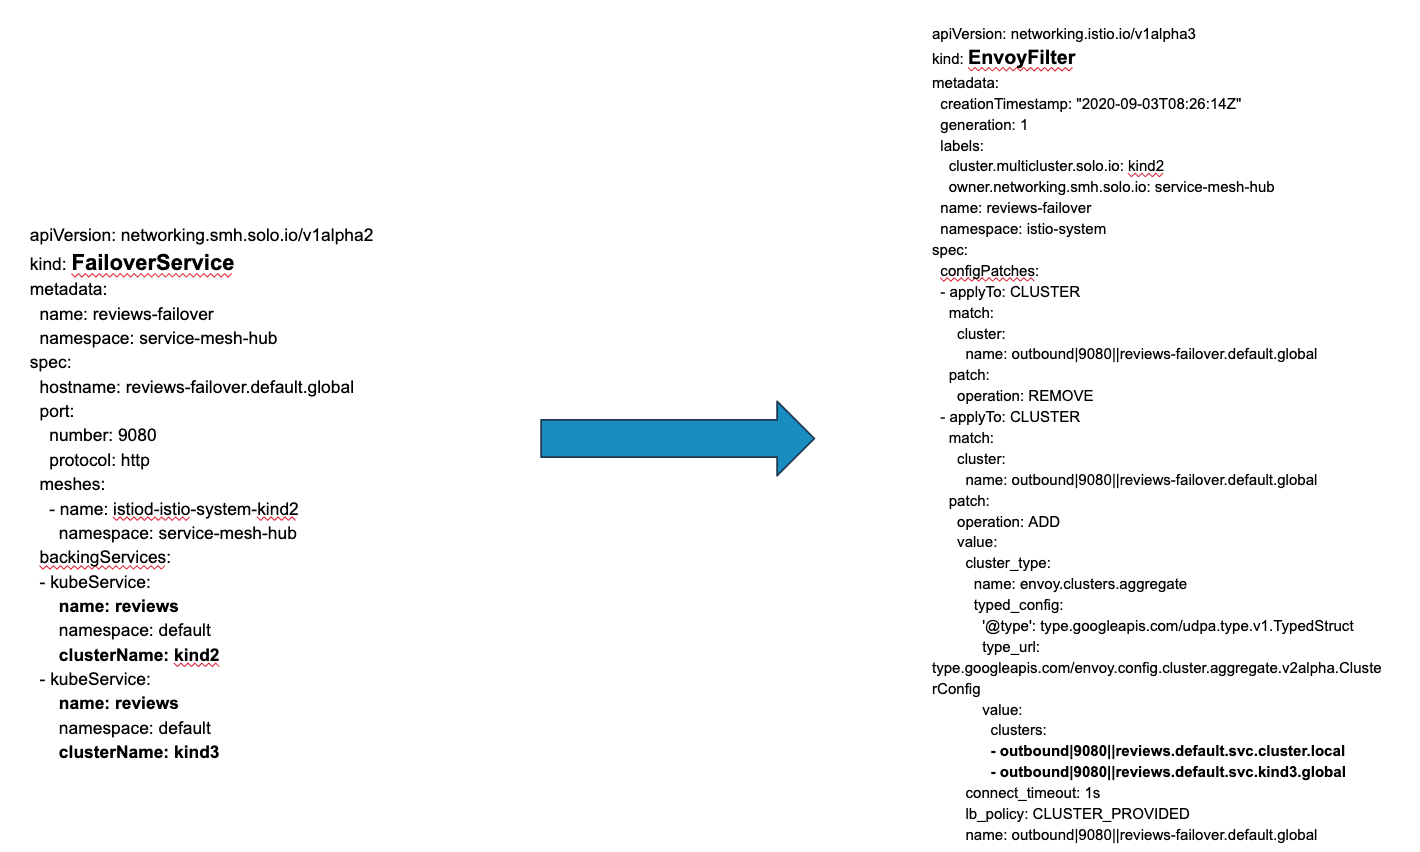 apiVersion: networking.smh.solo.io/v1alpha2
kind: FailoverService
metadata:
  name: reviews-failover
  namespace: service-mesh-hub
spec:
  hostname: reviews-failover.default.global
  port:
    number: 9080
    protocol: http
  meshes:
    - name: istiod-istio-system-kind2
      namespace: service-mesh-hub
  backingServices:
  - kubeService:
      name: reviews
      namespace: default
      clusterName: kind2
  - kubeService:
      name: reviews
      namespace: default
      clusterName: kind3
apiVersion: networking.istio.io/v1alpha3
kind: EnvoyFilter
metadata:
  creationTimestamp: "2020-09-03T08:26:14Z"
  generation: 1
  labels:
    cluster.multicluster.solo.io: kind2
    owner.networking.smh.solo.io: service-mesh-hub
  name: reviews-failover
  namespace: istio-system
spec:
  configPatches:
  - applyTo: CLUSTER
    match:
      cluster:
        name: outbound|9080||reviews-failover.default.global
    patch:
      operation: REMOVE
  - applyTo: CLUSTER
    match:
      cluster:
        name: outbound|9080||reviews-failover.default.global
    patch:
      operation: ADD
      value:
        cluster_type:
          name: envoy.clusters.aggregate
          typed_config:
            '@type': type.googleapis.com/udpa.type.v1.TypedStruct
            type_url:
type.googleapis.com/envoy.config.cluster.aggregate.v2alpha.Cluste
rConfig
            value:
              clusters:
              - outbound|9080||reviews.default.svc.cluster.local
              - outbound|9080||reviews.default.svc.kind3.global
        connect_timeout: 1s
        lb_policy: CLUSTER_PROVIDED
        name: outbound|9080||reviews-failover.default.global